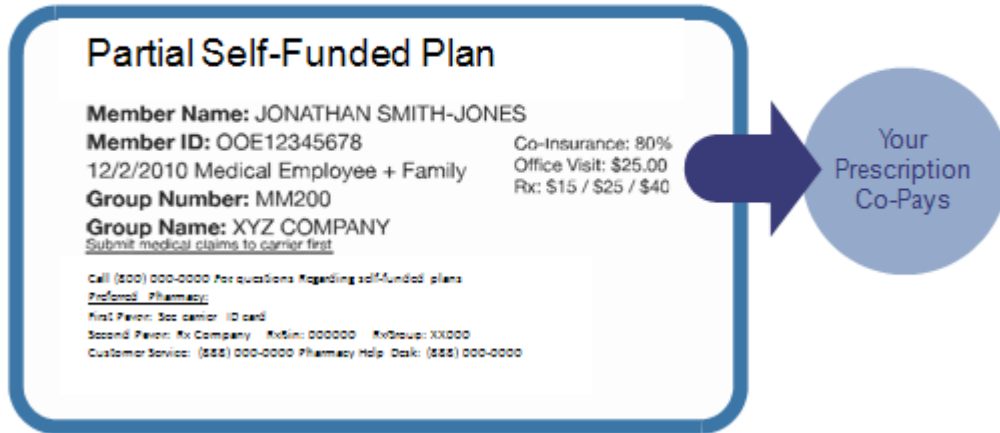 Partial Self-Funded Plan
Member Name: JONATHAN SMITH-JONES
Member ID: OOE12345678
12/2/2010 Medical Employee + Family
Group Number: MM200
Group Name: XYZ COMPANY
Submit medical claims to carrier first
Co-Insurance: 80%
Office Visit: $25.00
Rx: $15 / $25 / $40
Call (800) 000-0000 For questions Regarding self-funded plans
Preferred Pharmacy:
First Payer: See carrier ID card
Second Payer: Rx Company RxBin: 000000 RxGroup: XX000
Customer Service: (888) 000-0000 Pharmacy Help Desk: (888) 000-0000
Your
Prescription
Co-Pays